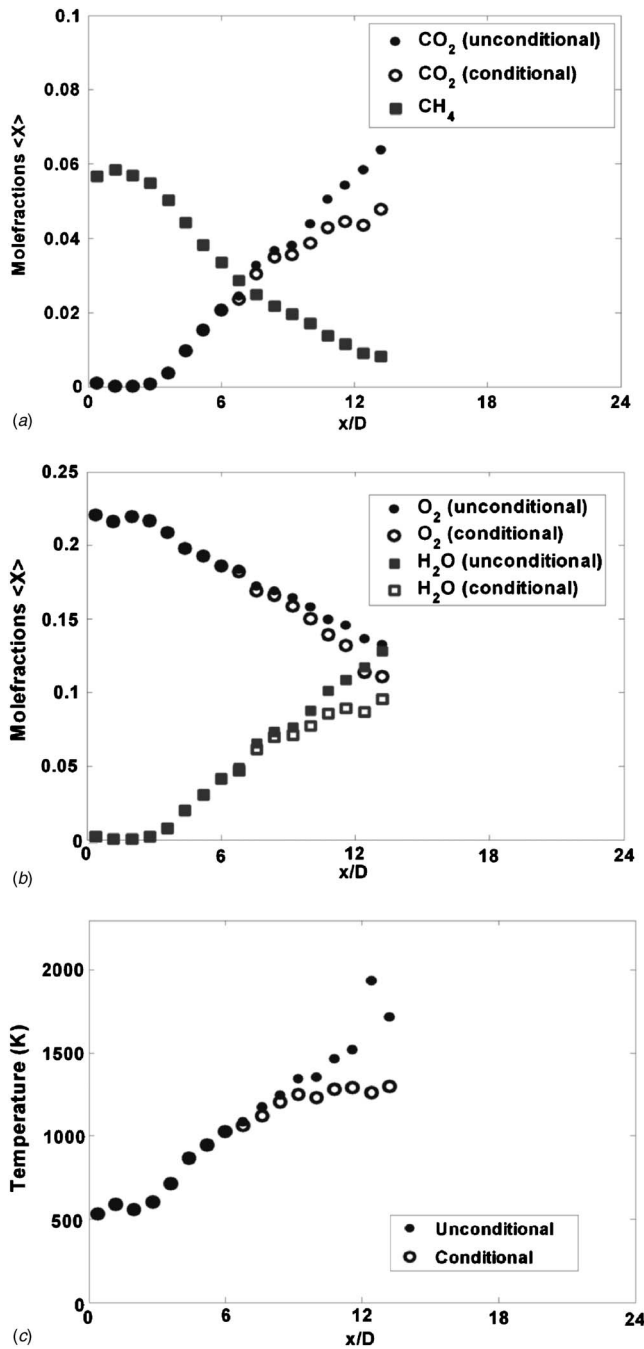 0.1
CO₂ (unconditional)
CO₂ (conditional)
CH₄
0.08
0.06
0.04
0.02
0
Molefractions <X>
0 6 12 18 24
x/D
(a)
0.25
O₂ (unconditional)
O₂ (conditional)
H₂O (unconditional)
H₂O (conditional)
0.2
0.15
0.1
0.05
0
Molefractions <X>
0 6 12 18 24
x/D
(b)
2000
1500
1000
500
0
Temperature (K)
Unconditional
Conditional
0 6 12 18 24
x/D
(c)